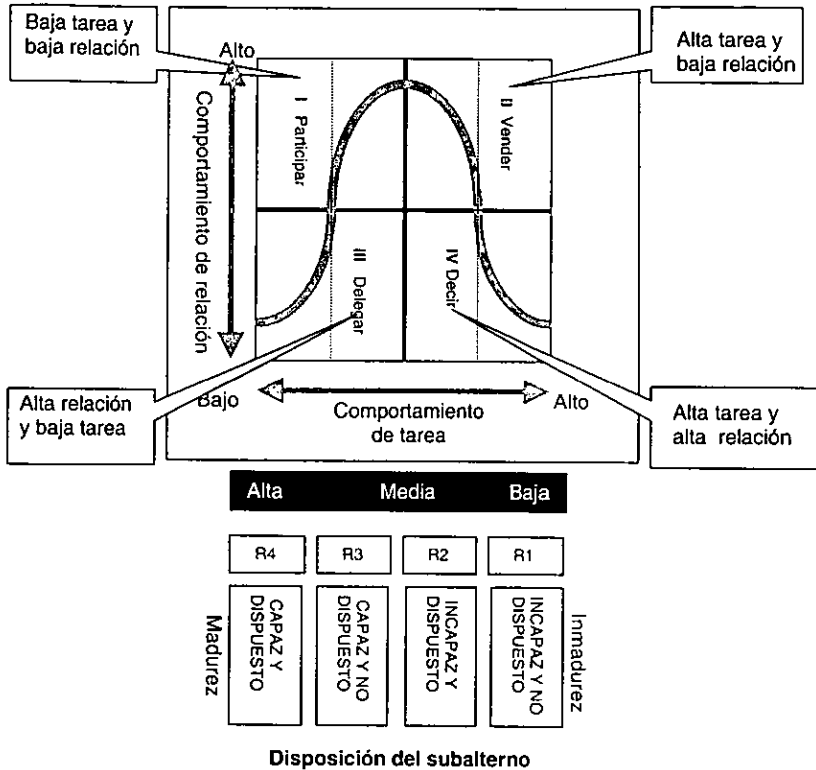 Baja tarea y
baja relación
Alto
Alta tarea y
baja relación
Comportamiento de relación
I Participar
II Vender
III Delegar
IV Decir
Alta relación
y baja tarea
Bajo
Comportamiento
de tarea
Alto
Alta tarea y
alta relación
Alta Media Baja
R4 R3 R2 R1
Madurez
CAPAZ Y
DISPUESTO
CAPAZ Y NO
DISPUESTO
INCAPAZ Y
DISPUESTO
INCAPAZ Y NO
DISPUESTO
Inmadurez
Disposición del subalterno